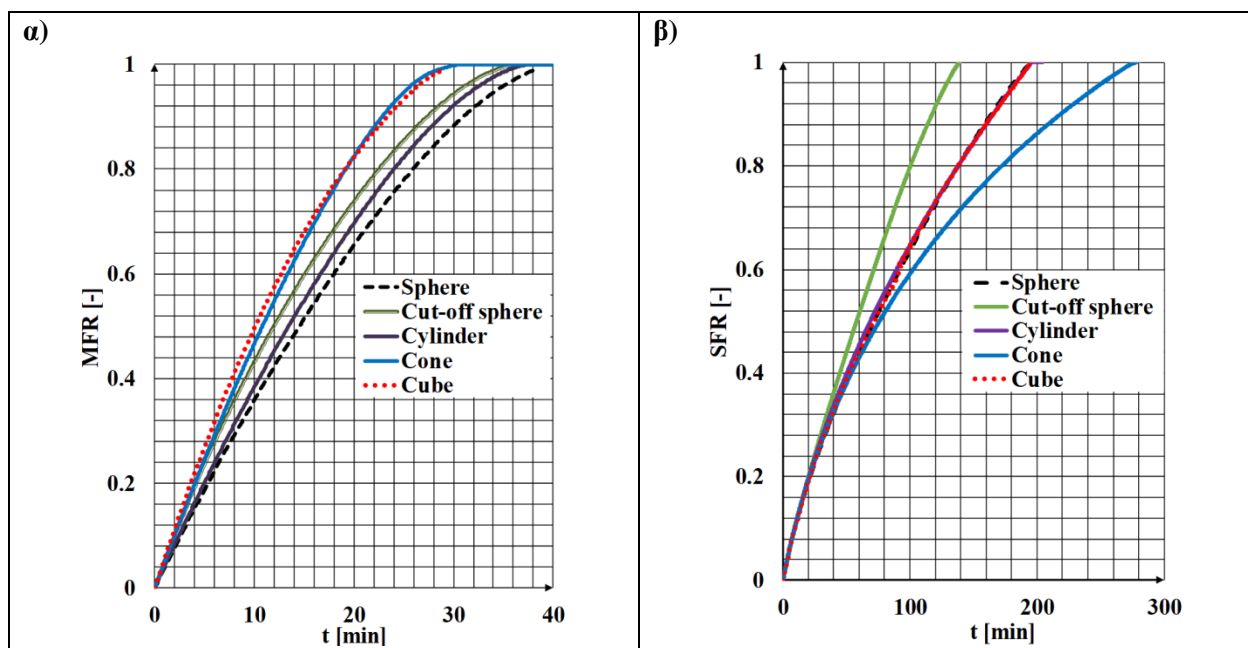 α)
MFR [-]
1
0.8
0.6
0.4
0.2
0
0 10 20 30 40
t [min]
Sphere
Cut-off sphere
Cylinder
Cone
Cube
β)
SFR [-]
1
0.8
0.6
0.4
0.2
0
0 100 200 300
t [min]
Sphere
Cut-off sphere
Cylinder
Cone
Cube